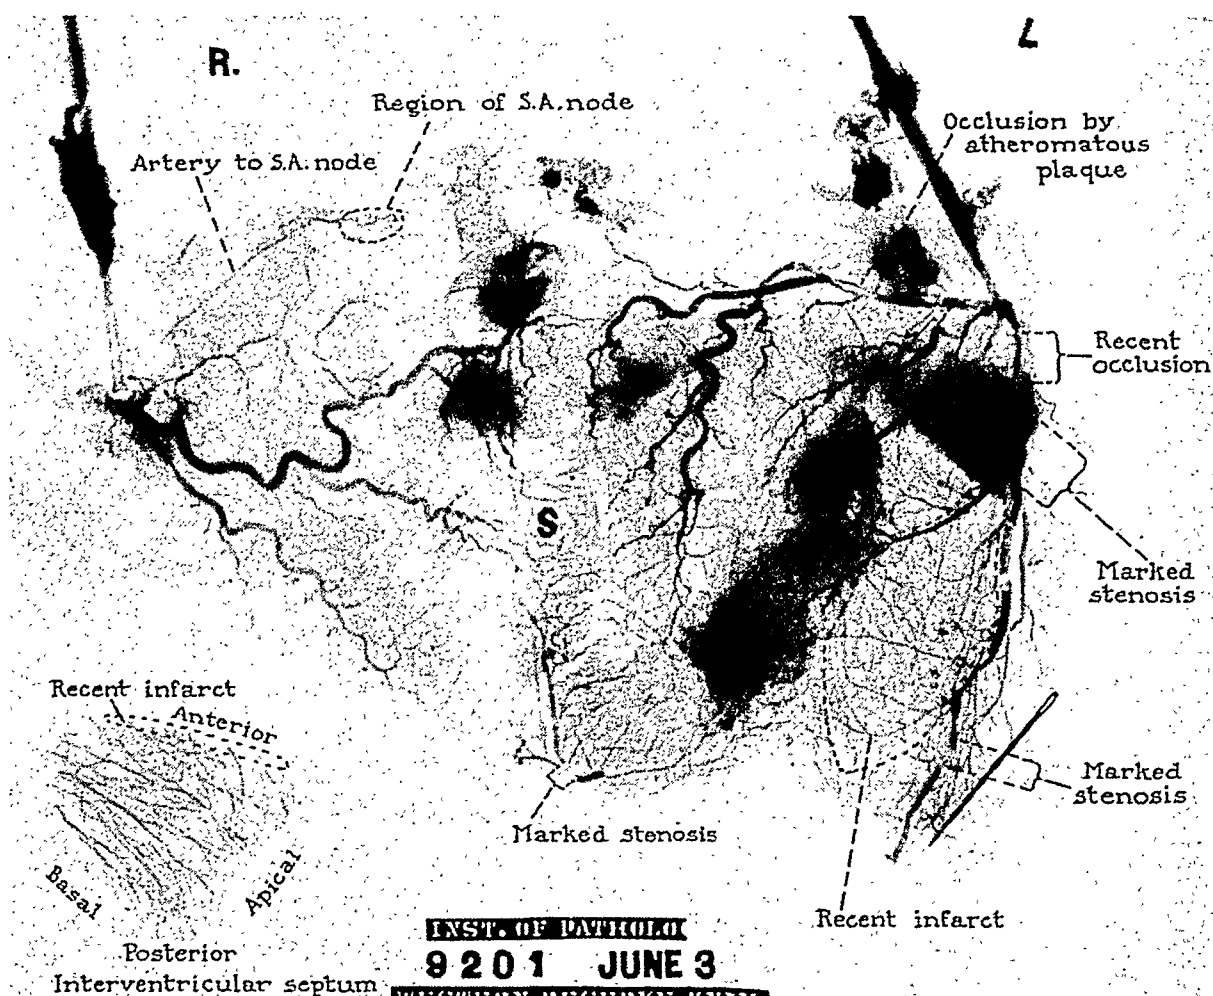 R.
L
Region of S.A. node
Artery to S.A. node
Occlusion by
atheromatous
plaque
Recent
occlusion
S
Marked
stenosis
Recent infarct
Anterior
Marked
stenosis
Marked stenosis
Basal
Apical
Recent infarct
Posterior
Interventricular septum
INST. OF PATHOLO
9201 JUNE 3